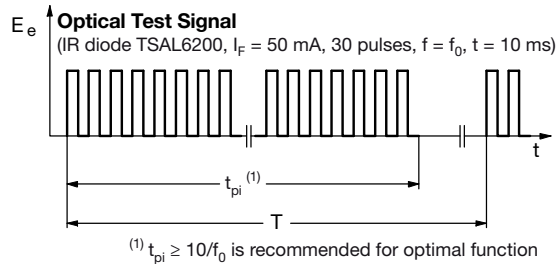 Optical Test Signal
E e
(IR diode TSAL6200, I F = 50 mA, 30 pulses, f = f 0, t = 10 ms)
t
t pi (1)
T
(1) t pi ≥ 10/f 0 is recommended for optimal function